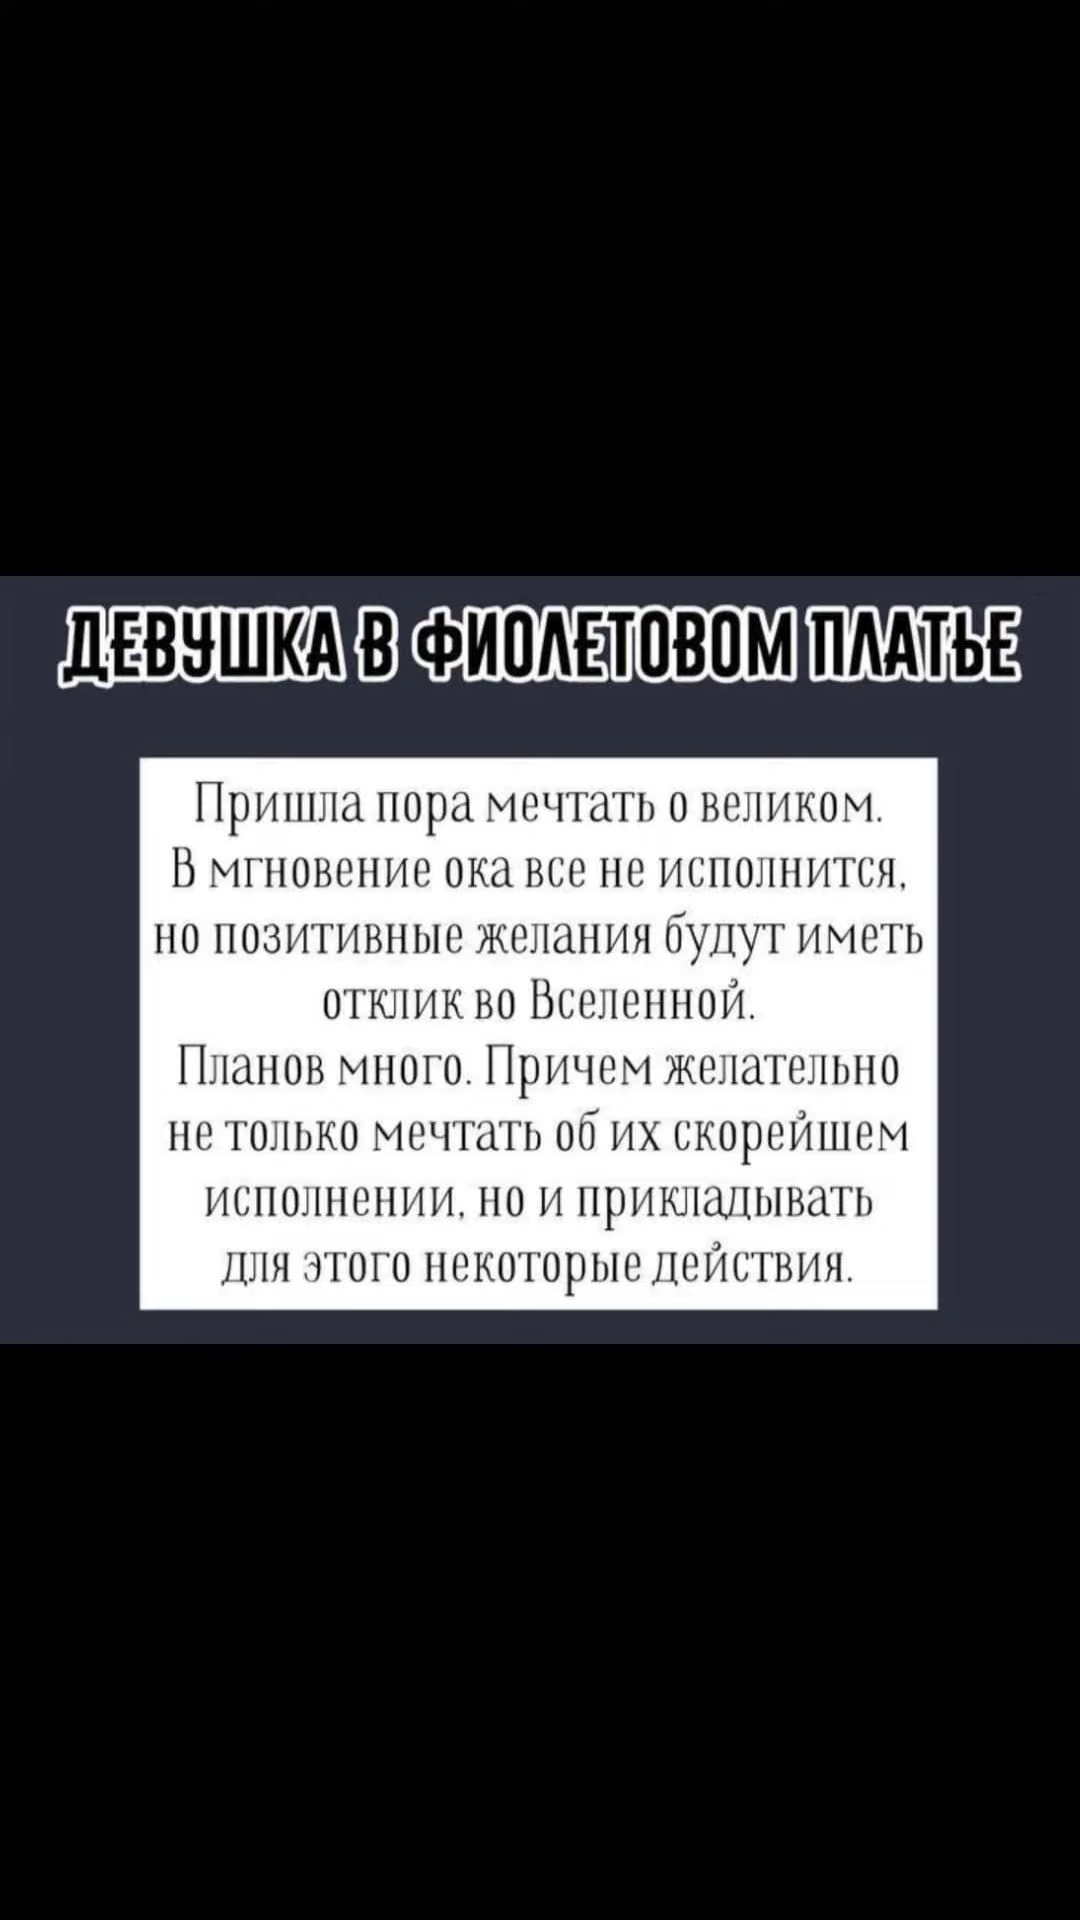 ДЕВУШКА В ФИОЛЕТОВОМ ПЛАТЬЕ
Пришла пора мечтать о великом.
В мгновение ока все не исполнится,
но позитивные желания будут иметь
отклик во Вселенной.
Планов много. Причем желательно
не только мечтать об их скорейшем
исполнении, но и прикладывать
для этого некоторые действия.